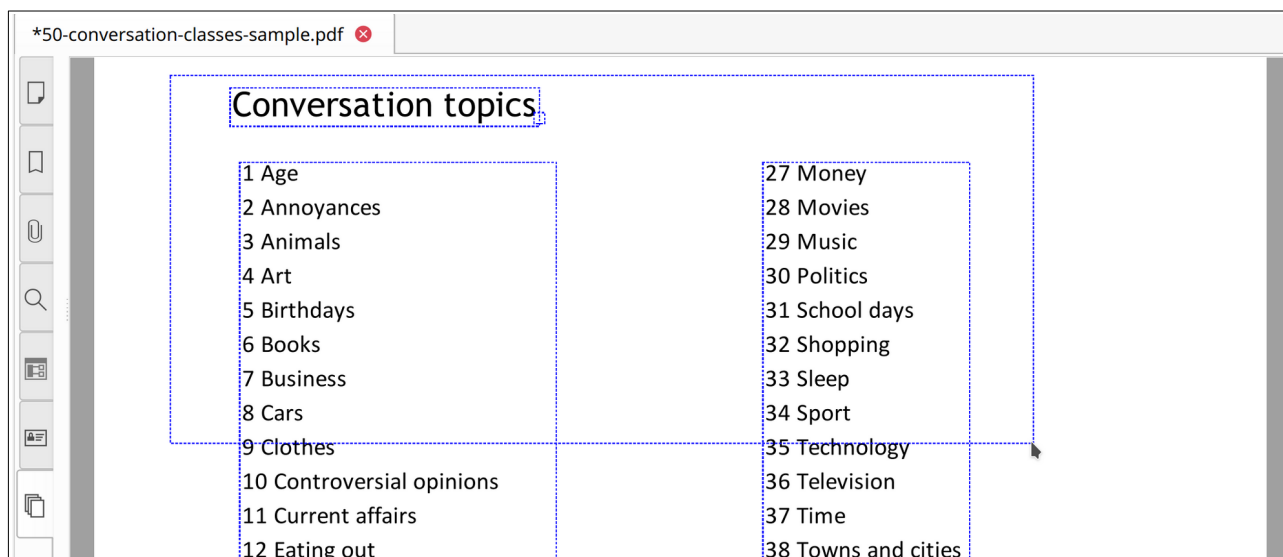 *50-conversation-classes-sample.pdf
Conversation topics
1 Age
2 Annoyances
3 Animals
4 Art
5 Birthdays
6 Books
7 Business
8 Cars
9 Clothes
10 Controversial opinions
11 Current affairs
12 Eating out
27 Money
28 Movies
29 Music
30 Politics
31 School days
32 Shopping
33 Sleep
34 Sport
35 Technology
36 Television
37 Time
38 Towns and cities